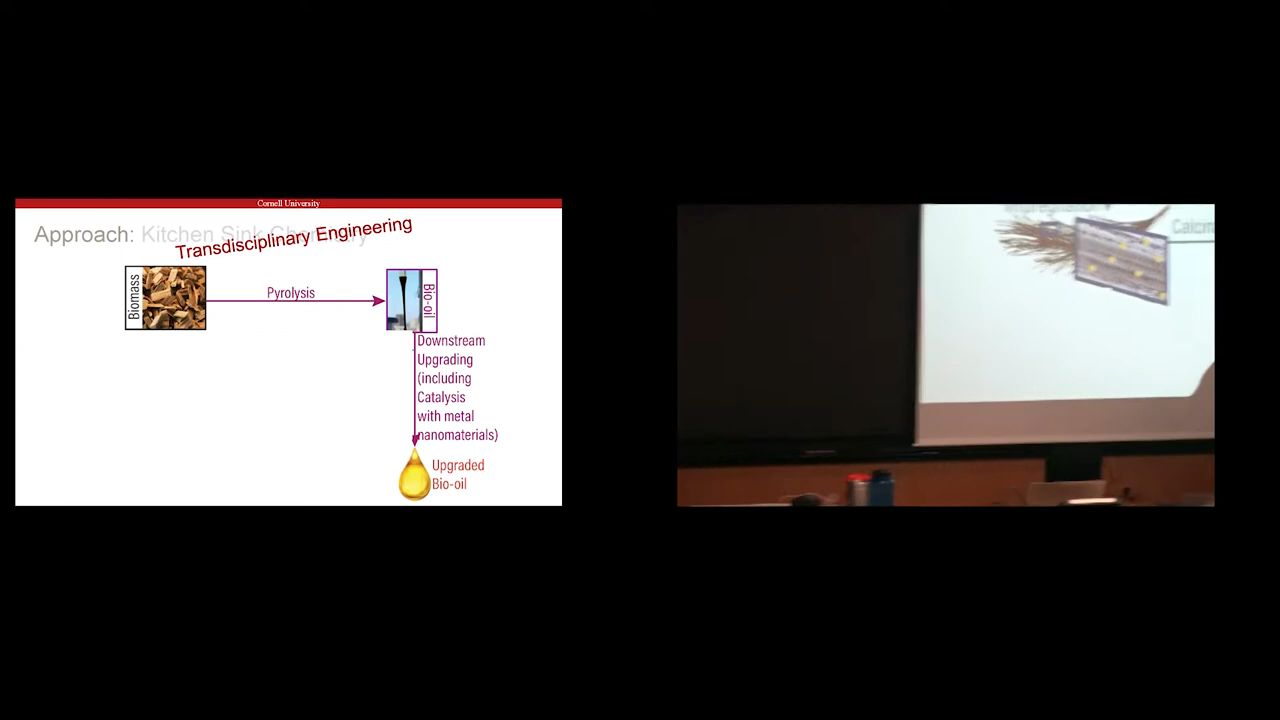 Cornell University
Approach: Kitchen Sink
Transdisciplinary Engineering
Biomass
Pyrolysis
Bio-oil
Downstream
Upgrading
(including
Catalysis
with metal
nanomaterials)
Upgraded
Bio-oil